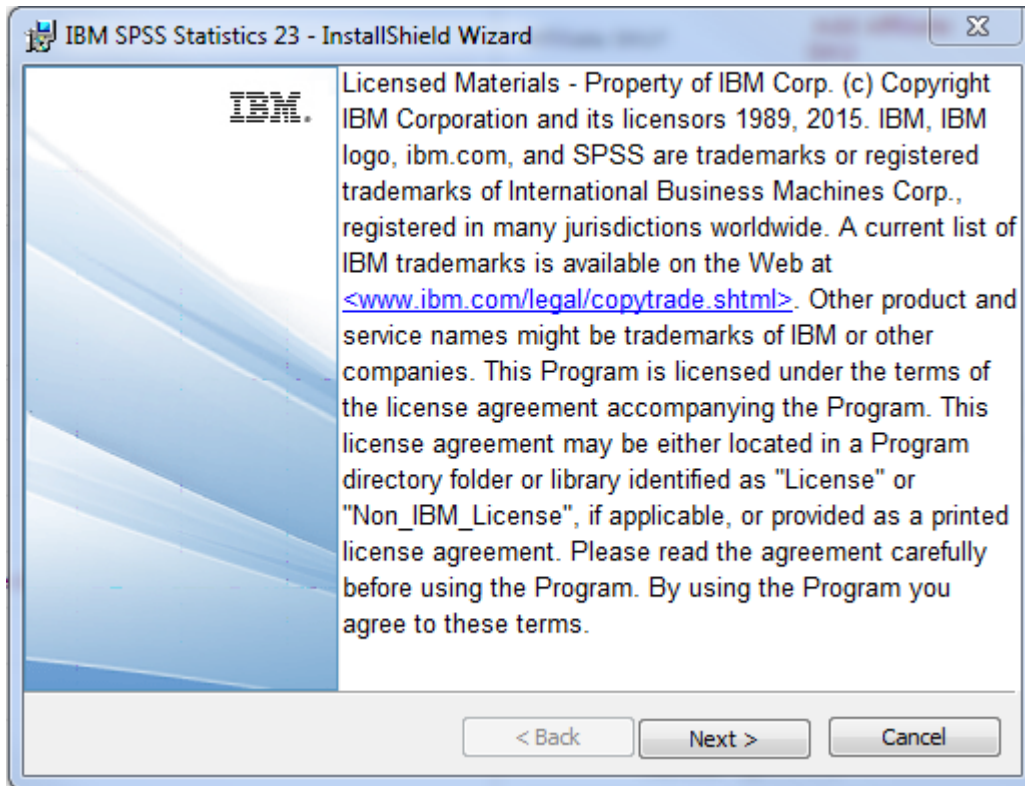 IBM SPSS Statistics 23 - InstallShield Wizard
IBM.
Licensed Materials - Property of IBM Corp. (c) Copyright
IBM Corporation and its licensors 1989, 2015. IBM, IBM
logo, ibm.com, and SPSS are trademarks or registered
trademarks of International Business Machines Corp.,
registered in many jurisdictions worldwide. A current list of
IBM trademarks is available on the Web at
<www.ibm.com/legal/copytrade.shtml>. Other product and
service names might be trademarks of IBM or other
companies. This Program is licensed under the terms of
the license agreement accompanying the Program. This
license agreement may be either located in a Program
directory folder or library identified as "License" or
"Non_IBM_License", if applicable, or provided as a printed
license agreement. Please read the agreement carefully
before using the Program. By using the Program you
agree to these terms.
< Back
Next >
Cancel